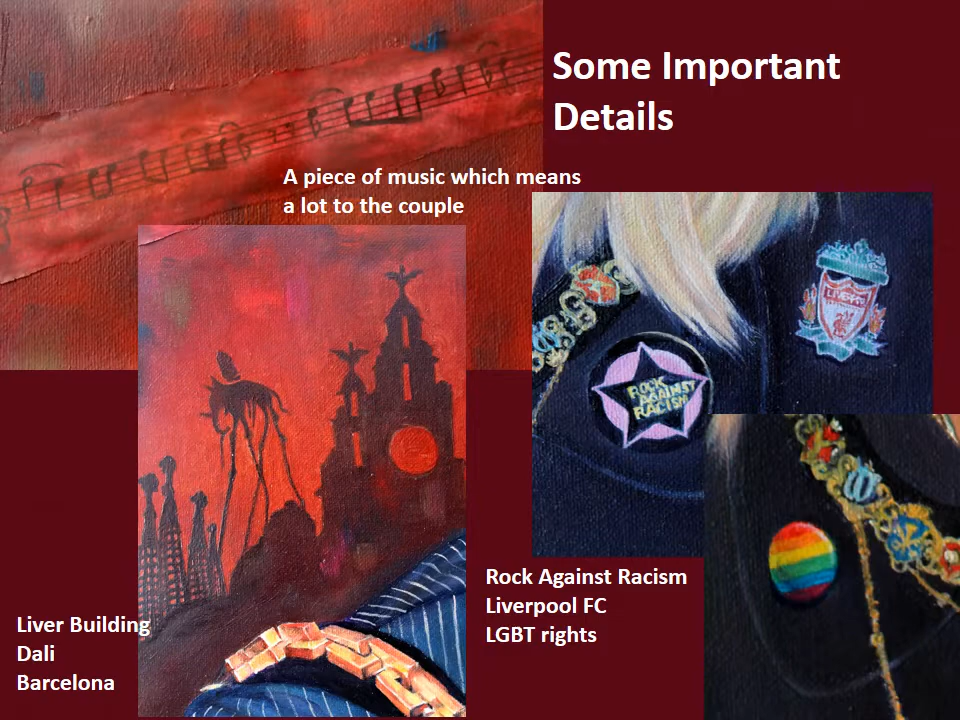 Some Important
Details
A piece of music which means
a lot to the couple
ROCK
AGAINST
RACISM
Liver Building
Dali
Barcelona
Rock Against Racism
Liverpool FC
LGBT rights